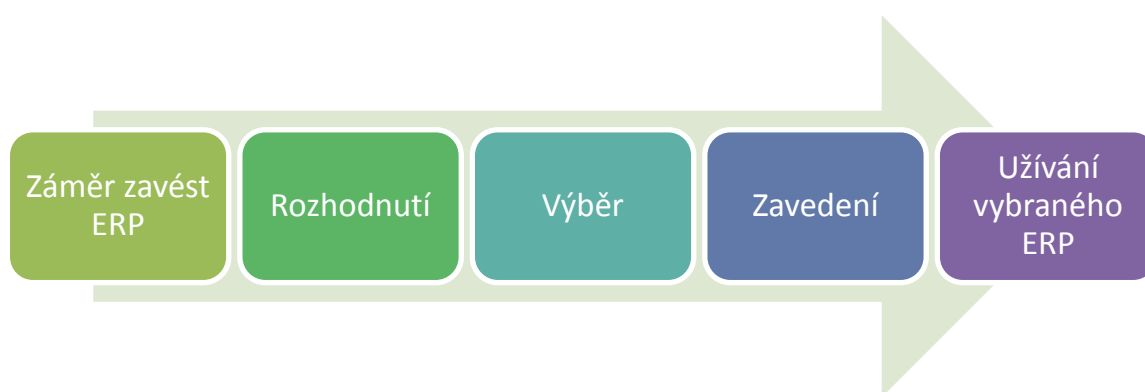 Záměr zavést
ERP
Rozhodnutí
Výběr
Zavedení
Užívání
vybraného
ERP